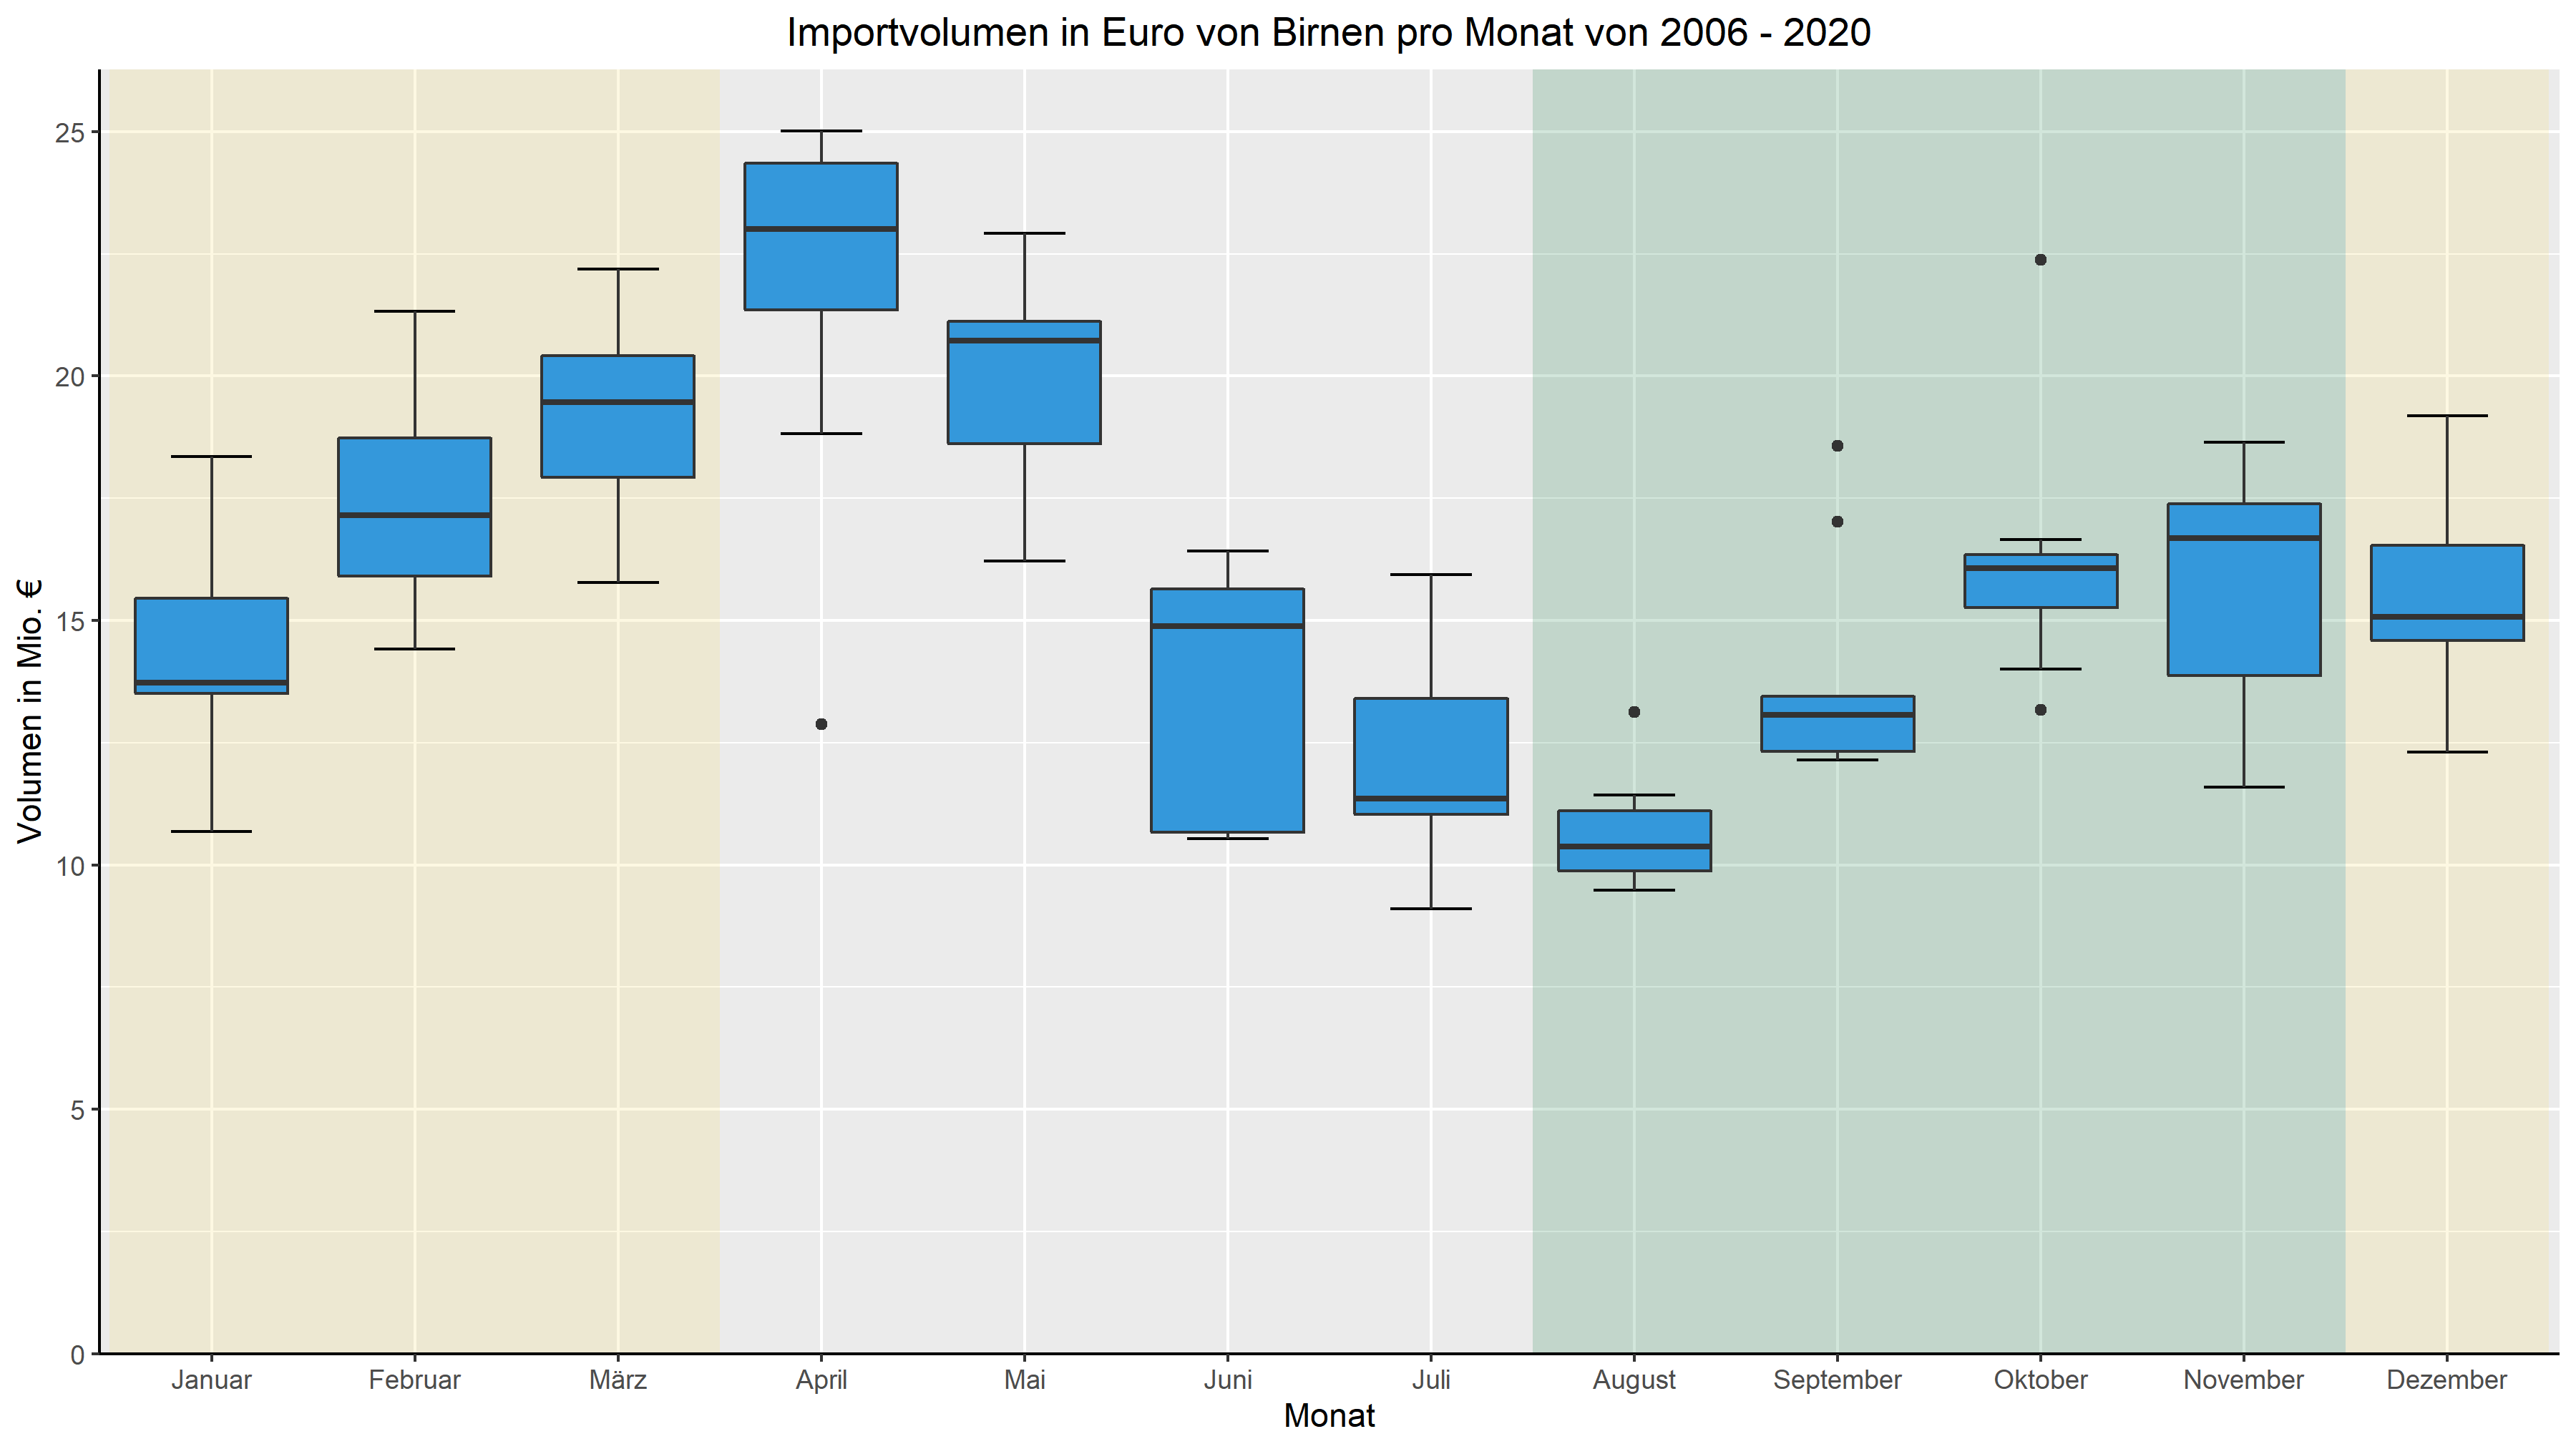 Importvolumen in Euro von Birnen pro Monat von 2006 - 2020
Volumen in Mio. €
25
20
15
10
5
0
Januar Februar März April Mai Juni Juli August September Oktober November Dezember
Monat